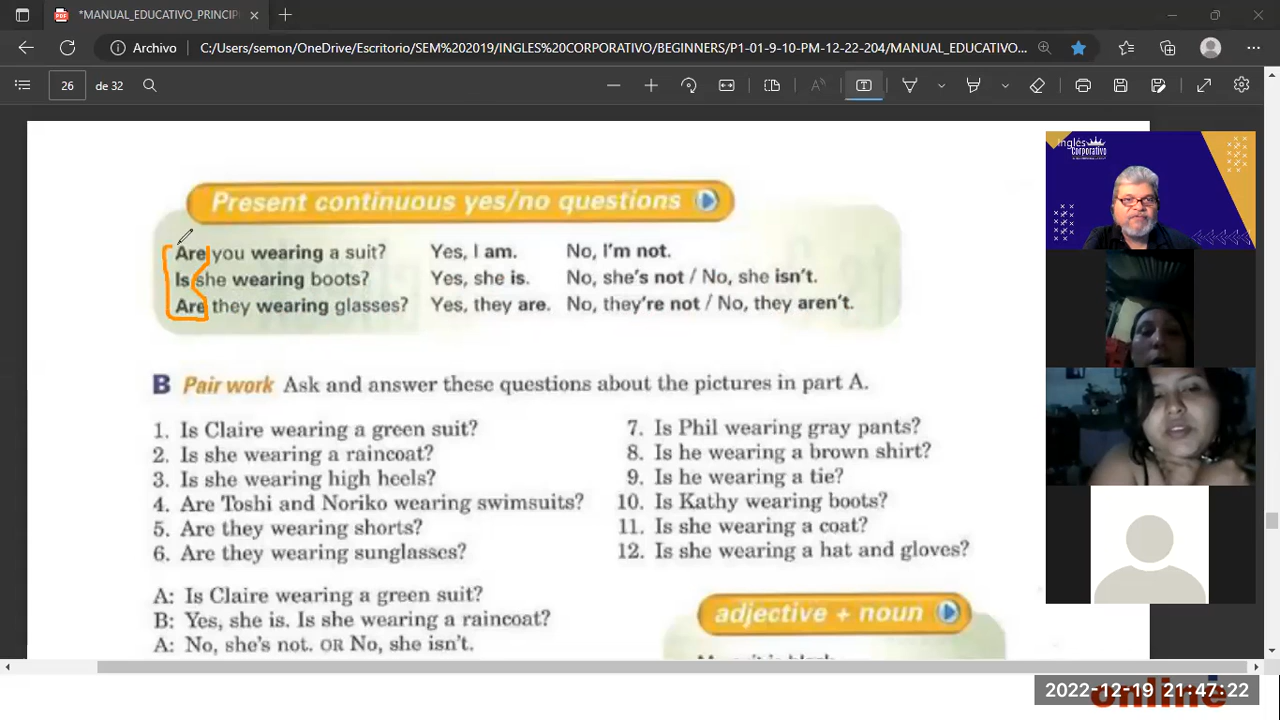 *MANUAL_EDUCATIVO_PRINCIPI
Archivo
C:/Users/semon/OneDrive/Escritorio/SEM%202019/INGLES%20CORPORATIVO/BEGINNERS/P1-01-9-10-PM-12-22-204/MANUAL_EDUCATIVO...
26 de 32
Present continuous yes/no questions
Are you wearing a suit? Yes, I am. No, I'm not.
Is she wearing boots? Yes, she is. No, she's not / No, she isn't.
Are they wearing glasses? Yes, they are. No, they're not / No, they aren't.
B Pair work Ask and answer these questions about the pictures in part A.
1. Is Claire wearing a green suit?
2. Is she wearing a raincoat?
3. Is she wearing high heels?
4. Are Toshi and Noriko wearing swimsuits?
5. Are they wearing shorts?
6. Are they wearing sunglasses?
7. Is Phil wearing gray pants?
8. Is he wearing a brown shirt?
9. Is he wearing a tie?
10. Is Kathy wearing boots?
11. Is she wearing a coat?
12. Is she wearing a hat and gloves?
A: Is Claire wearing a green suit?
B: Yes, she is. Is she wearing a raincoat?
A: No, she's not. OR No, she isn't.
adjective + noun
Inglés
Corporativo
online
2022-12-19 21:47:22